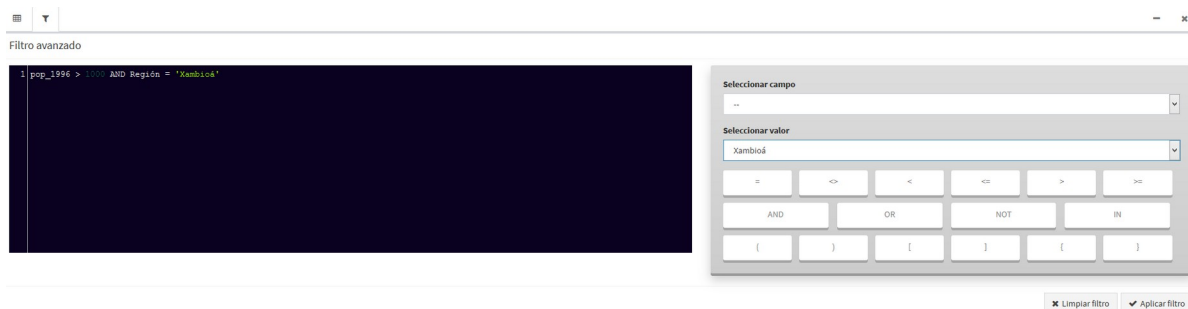 Filtro avanzado
1 pop_1996 > 1000 AND Región = 'Xambioá'
Seleccionar campo
--
Seleccionar valor
Xambioá
= <> < <= > >=
AND OR NOT IN
( ) [ ] { }
Limpiar filtro Aplicar filtro